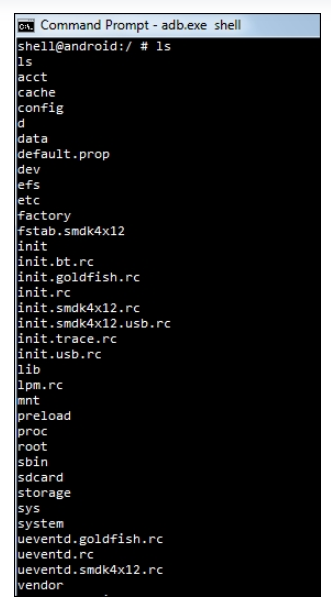 Command Prompt - adb.exe shell
shell@android:/ # ls
ls
acct
cache
config
d
data
default.prop
dev
efs
etc
factory
fstab.smdk4x12
init
init.bt.rc
init.goldfish.rc
init.rc
init.smdk4x12.rc
init.smdk4x12.usb.rc
init.trace.rc
init.usb.rc
lib
lpm.rc
mnt
preload
proc
root
sbin
sdcard
storage
sys
system
ueventd.goldfish.rc
ueventd.rc
ueventd.smdk4x12.rc
vendor